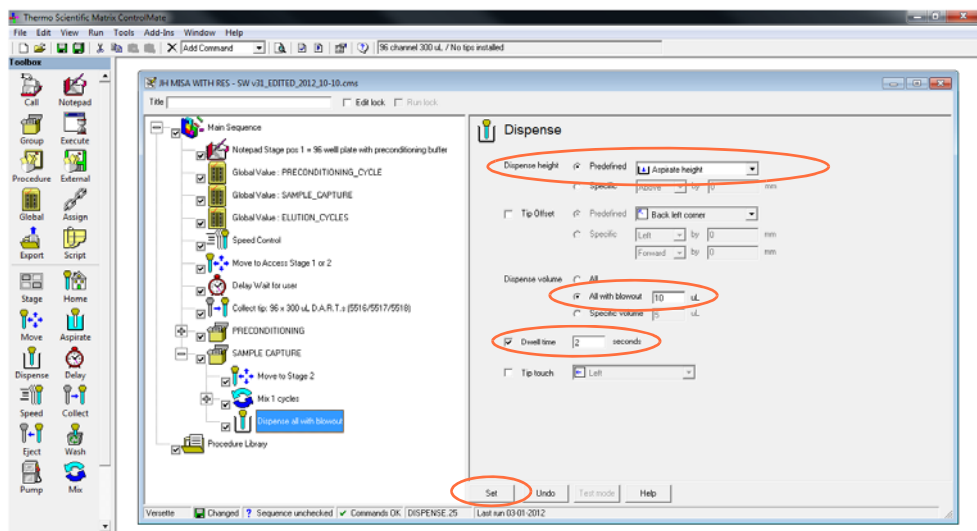 Thermo Scientific Matrix ControlMate
File Edit View Run Tools Add-Ins Window Help
Add Command
96 channel 300 uL / No tips installed
Toolbox
Call Notepad
Group Execute
Procedure External
Global Assign
Export Script
Stage Home
Move Aspirate
Dispense Delay
Speed Collect
Eject Wash
Pump Mix
JH MISA WITH RES - SW v31_EDITED_2012_10-10.cms
Title
Edit lock
Run lock
Main Sequence
Notepad Stage pos 1 = 96 well plate with preconditioning buffer
Global Value : PRECONDITIONING_CYCLE
Global Value : SAMPLE_CAPTURE
Global Value : ELUTION_CYCLES
Speed Control
Move to Access Stage 1 or 2
Delay Wait for user
Collect tip: 96 x 300 uL D.A.R.T.s (5516/5517/5518)
PRECONDITIONING
SAMPLE CAPTURE
Move to Stage 2
Mix 1 cycles
Dispense all with blowout
Procedure Library
Dispense
Dispense height Predefined Aspirate height
Specific Above by 0 mm
Tip Offset Predefined Back left corner
Specific Left by 0 mm
Forward by 0 mm
Dispense volume All
All with blowout 10 uL
Specific volume 5 uL
Dwell time 2 seconds
Tip touch Left
Set Undo Test mode Help
Versette Changed ? Sequence unchecked Commands OK DISPENSE.25 Last run 03-01-2012